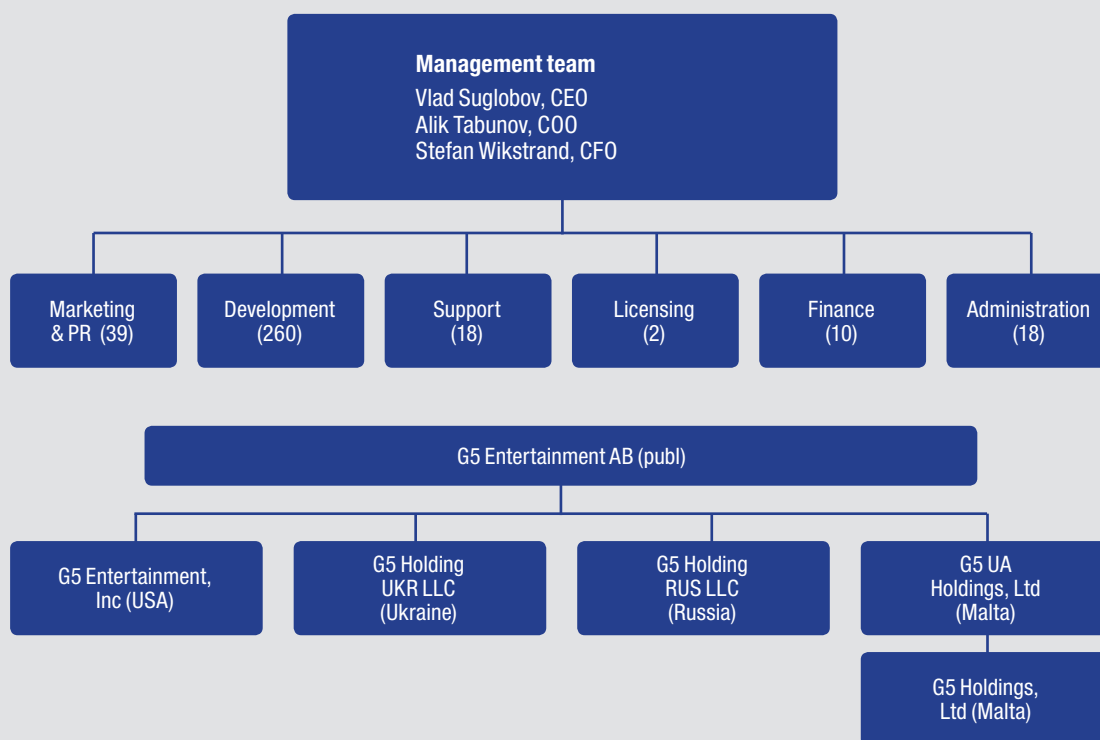 Management team
Vlad Suglobov, CEO
Alik Tabunov, COO
Stefan Wikstrand, CFO
Marketing
& PR (39)
Development
(260)
Support
(18)
Licensing
(2)
Finance
(10)
Administration
(18)
G5 Entertainment AB (publ)
G5 Entertainment,
Inc (USA)
G5 Holding
UKR LLC
(Ukraine)
G5 Holding
RUS LLC
(Russia)
G5 UA
Holdings, Ltd
(Malta)
G5 Holdings,
Ltd (Malta)